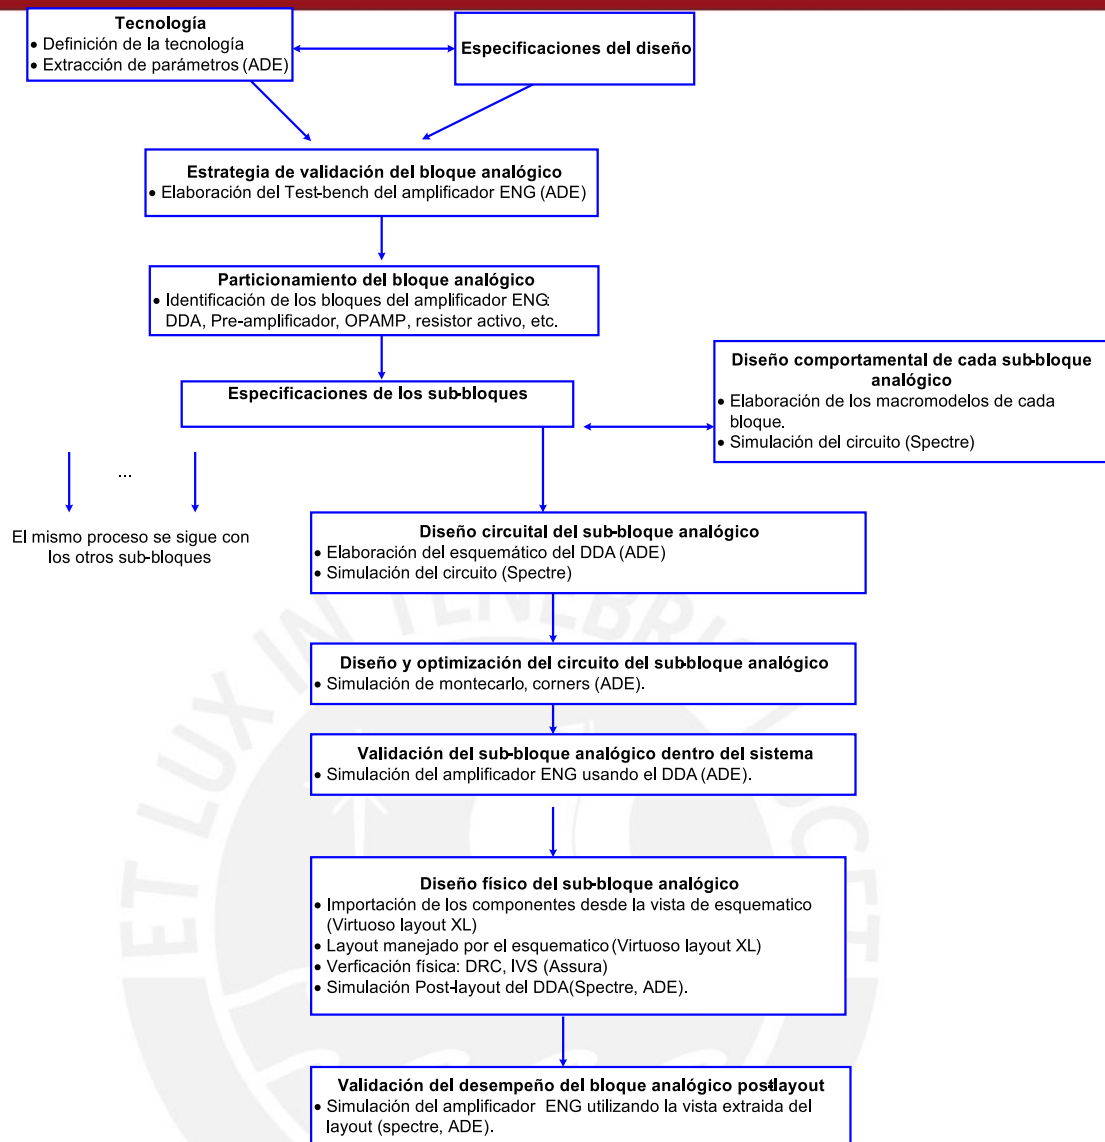 Tecnología
• Definición de la tecnología
• Extracción de parámetros (ADE)
Especificaciones del diseño
Estrategia de validación del bloque analógico
• Elaboración del Test-bench del amplificador ENG (ADE)
Particionamiento del bloque analógico
• Identificación de los bloques del amplificador ENG:
DDA, Pre-amplificador, OPAMP, resistor activo, etc.
Especificaciones de los sub-bloques
Diseño comportamental de cada sub-bloque
analógico
• Elaboración de los macromodelos de cada
bloque.
• Simulación del circuito (Spectre)
...
El mismo proceso se sigue con
los otros sub-bloques
Diseño circuital del sub-bloque analógico
• Elaboración del esquemático del DDA (ADE)
• Simulación del circuito (Spectre)
Diseño y optimización del circuito del sub-bloque analógico
• Simulación de montecarlo, corners (ADE).
Validación del sub-bloque analógico dentro del sistema
• Simulación del amplificador ENG usando el DDA (ADE).
Diseño físico del sub-bloque analógico
• Importación de los componentes desde la vista de esquematico
(Virtuoso layout XL)
• Layout manejado por el esquematico (Virtuoso layout XL)
• Verficación física: DRC, lVS (Assura)
• Simulación Post-layout del DDA(Spectre, ADE).
Validación del desempeño del bloque analógico post-layout
• Simulación del amplificador ENG utilizando la vista extraida del
layout (spectre, ADE).
ET LUX IN TENEBRIS LUCET